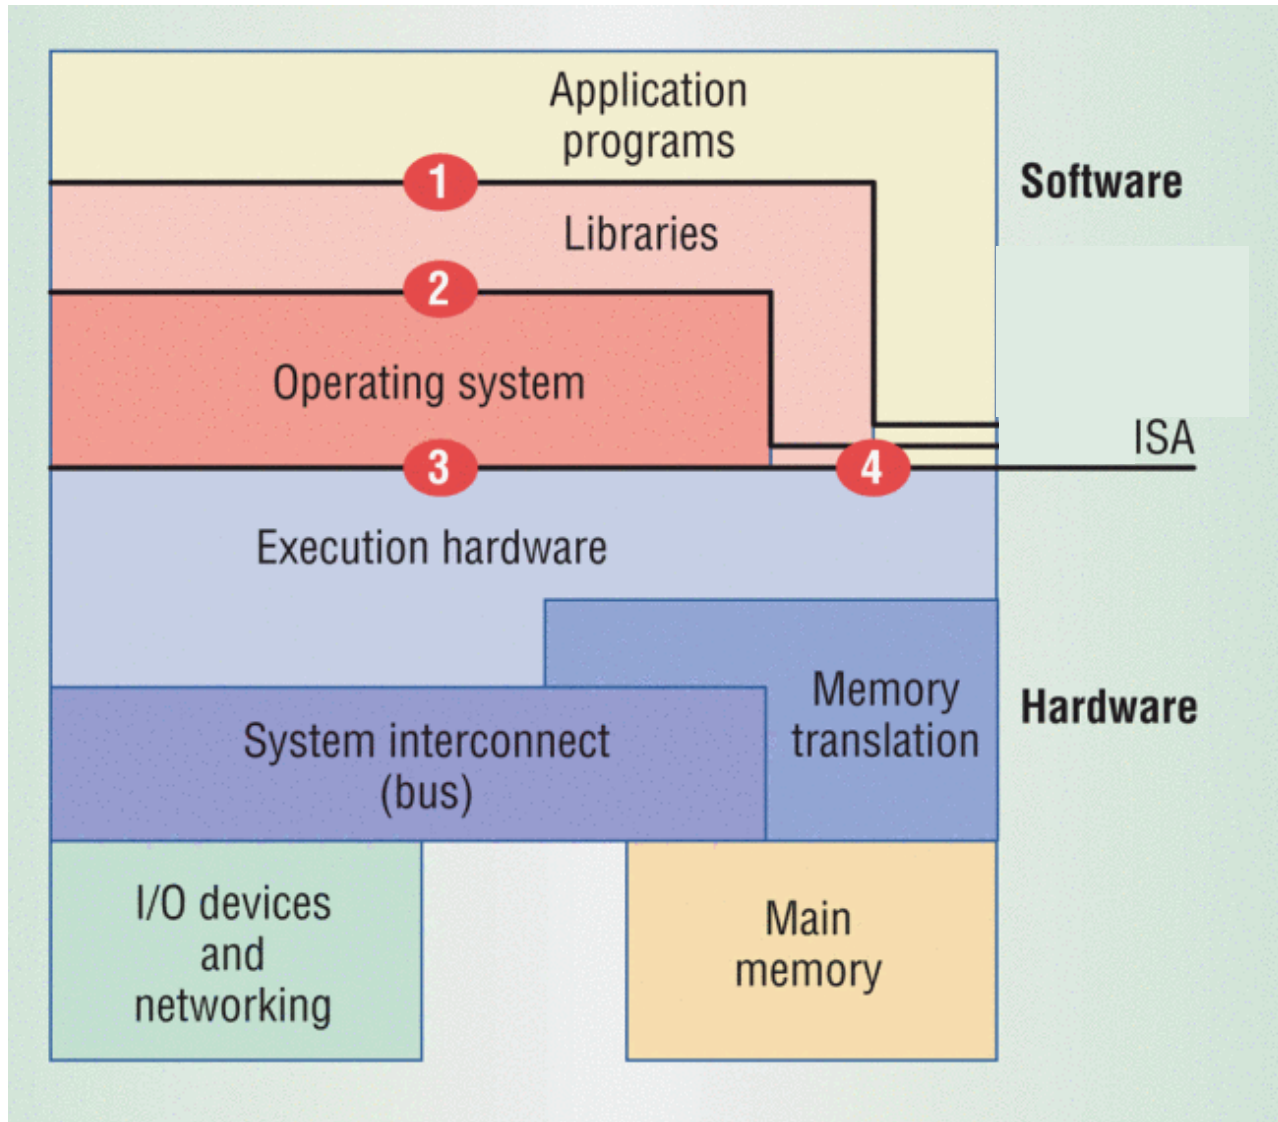 Application
programs
1
Software
Libraries
2
Operating system
ISA
3
4
Execution hardware
Memory
translation
Hardware
System interconnect
(bus)
I/O devices
and
networking
Main
memory